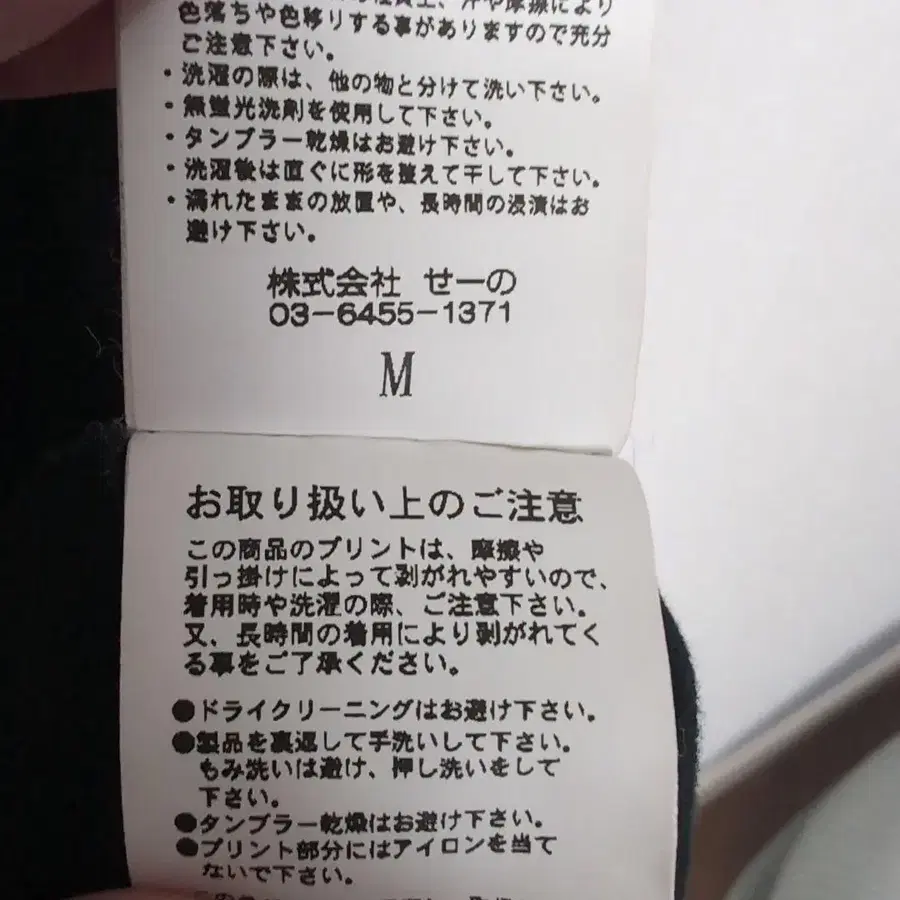 性質上、汗や摩擦により
色落ちや色移りする事がありますので充分
ご注意下さい。
・洗濯の際は、他の物と分けて洗い下さい。
・無蛍光洗剤を使用して下さい。
・タンブラー乾燥はお避け下さい。
・洗濯後は直ぐに形を整えて干して下さい。
・濡れたままの放置や、長時間の浸漬はお
避け下さい。
株式会社 せーの
03-6455-1371
M
お取り扱い上のご注意
この商品のプリントは、摩擦や
引っ掛けによって剥がれやすいので、
着用時や洗濯の際、ご注意下さい。
又、長時間の着用により剥がれてく
る事をご了承ください。
●ドライクリーニングはお避け下さい。
●製品を裏返して手洗いして下さい。
もみ洗いは避け、押し洗いをして
下さい。
●タンブラー乾燥はお避け下さい。
●プリント部分にはアイロンを当て
ないで下さい。